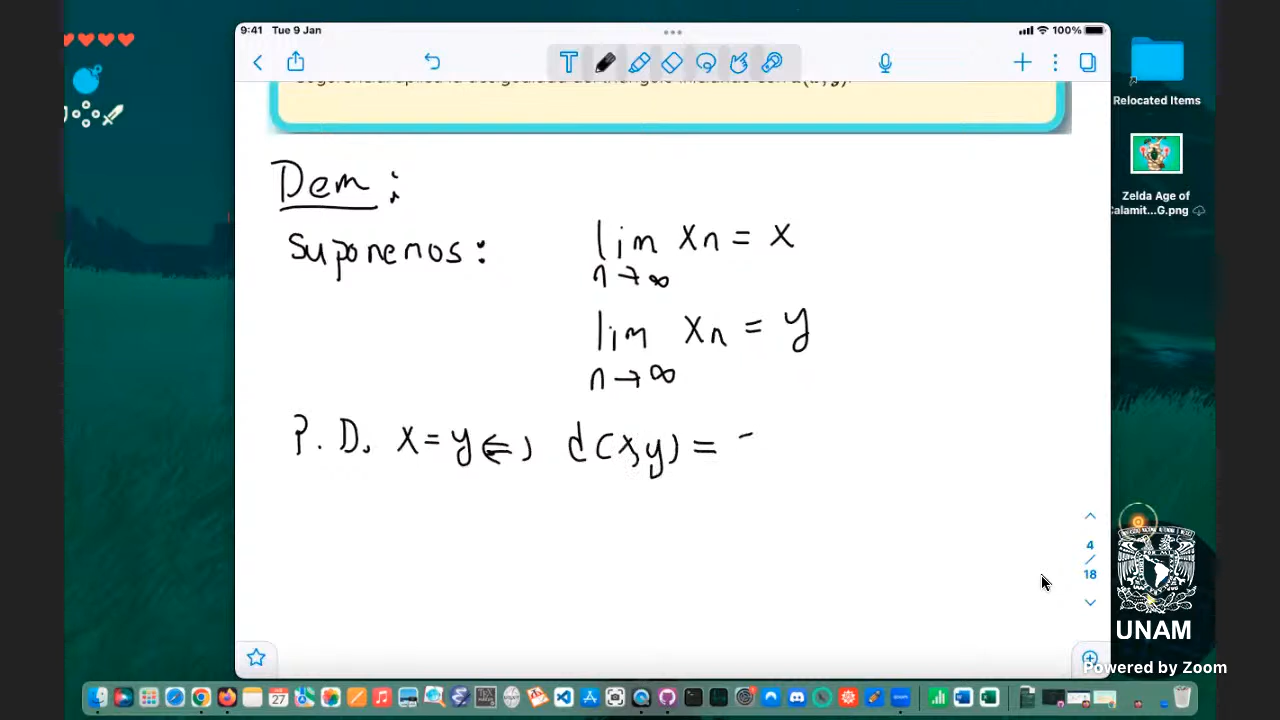 9:41 Tue 9 Jan
100%
Dem:
Suponemos: lim xn = x
n → ∞
lim xn = y
n → ∞
P. D. x = y ⇔ d(x,y) =
4
/
18
Relocated Items
Zelda Age of
Calamit...G.png
UNAM
Powered by Zoom